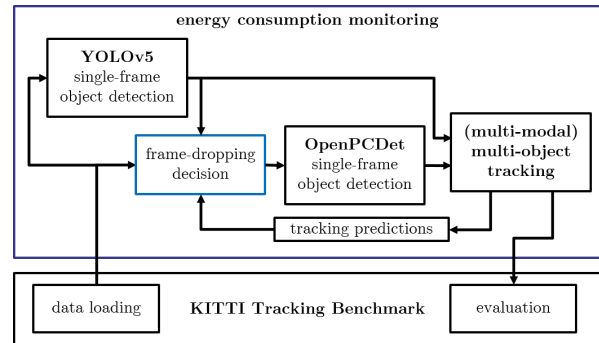 energy consumption monitoring
YOLOv5
single-frame
object detection
frame-dropping
decision
OpenPCDet
single-frame
object detection
(multi-modal)
multi-object
tracking
tracking predictions
data loading
KITTI Tracking Benchmark
evaluation